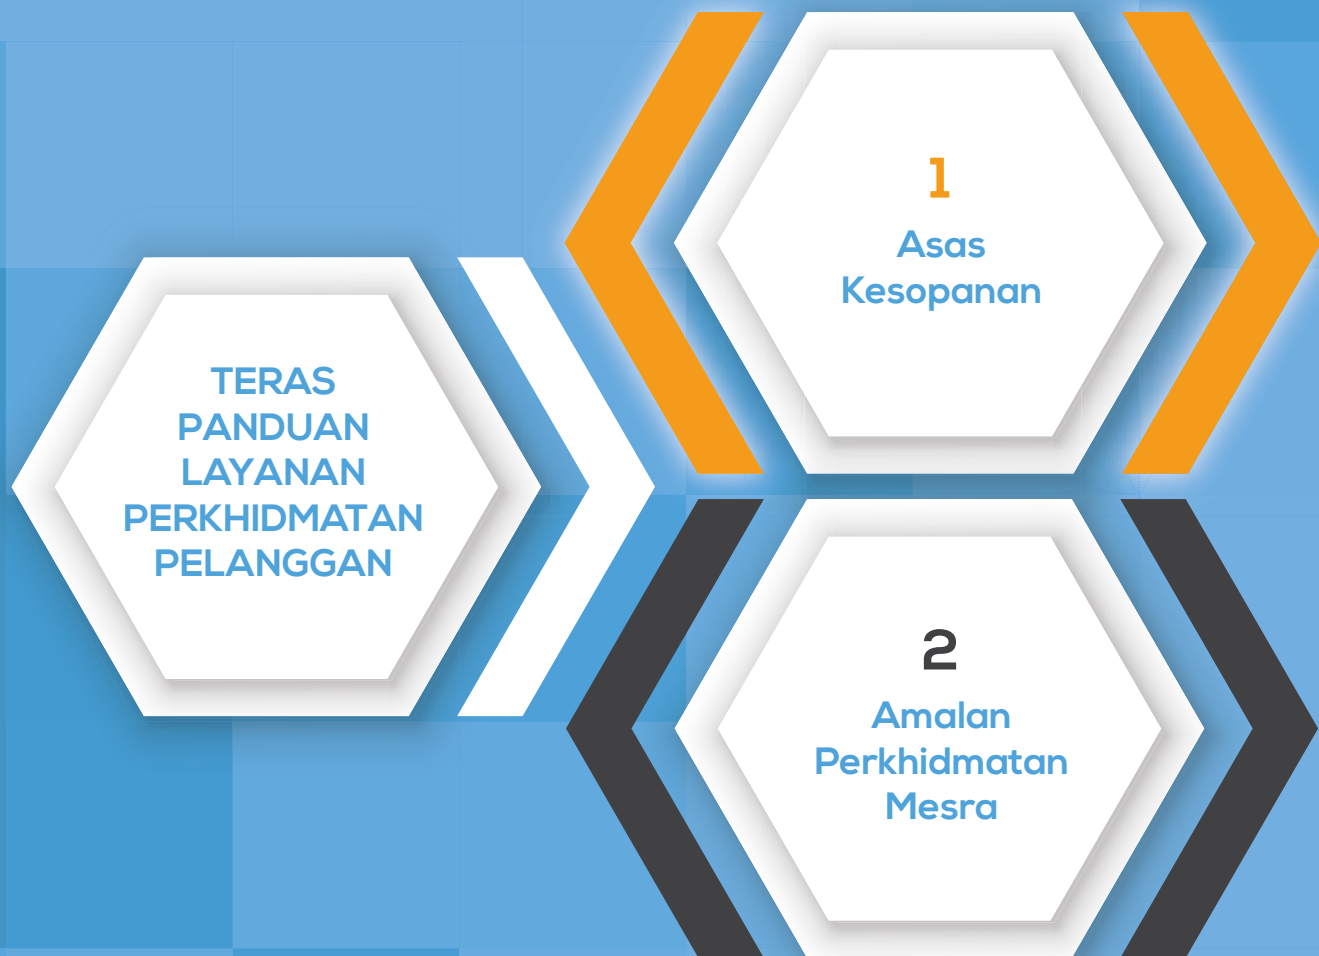 TERAS
PANDUAN
LAYANAN
PERKHIDMATAN
PELANGGAN
1
Asas
Kesopanan
2
Amalan
Perkhidmatan
Mesra